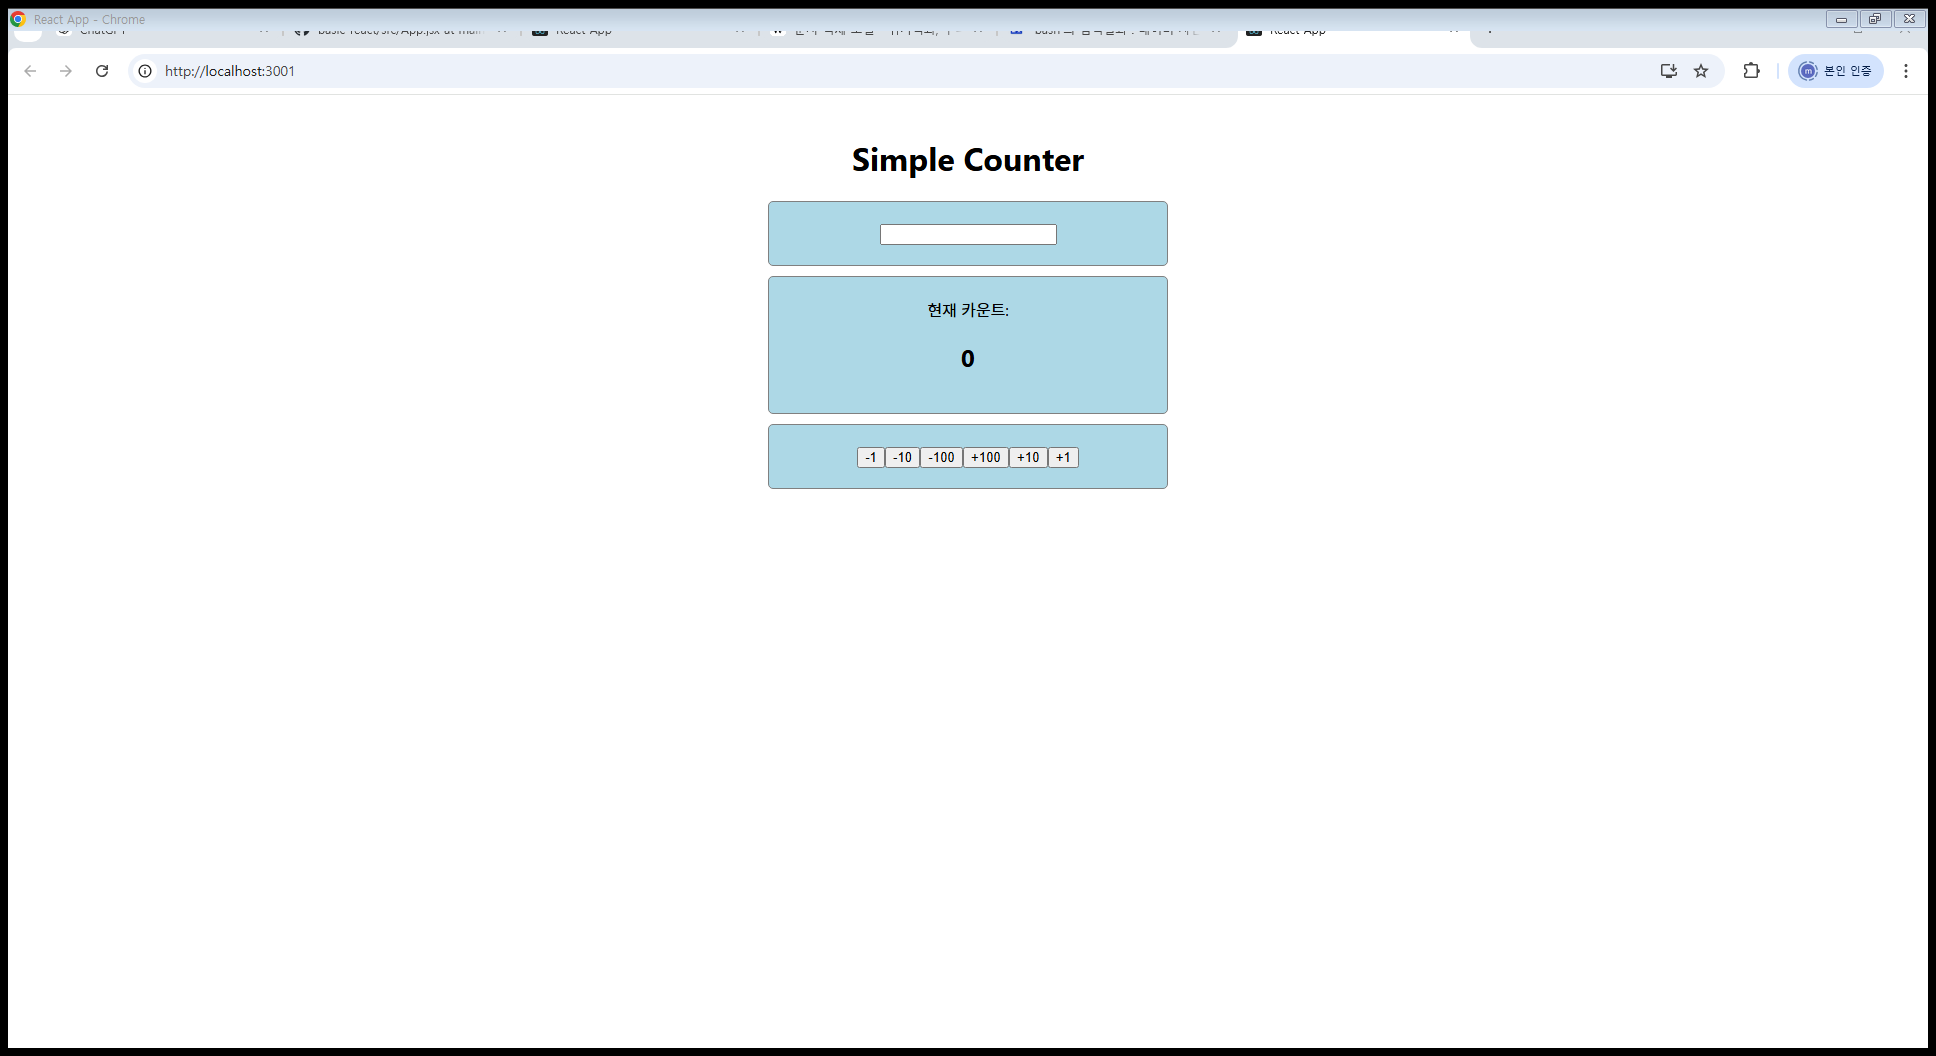 React App - Chrome
http://localhost:3001
본인 인증
Simple Counter
현재 카운트:
0
-1 -10 -100 +100 +10 +1